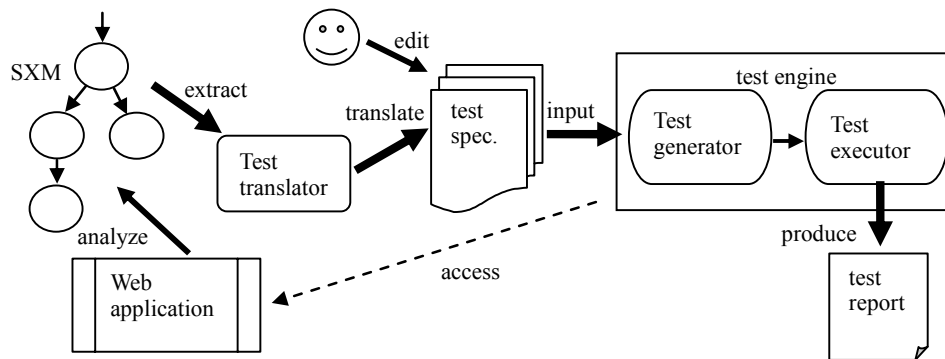 SXM
extract
edit
translate
test
spec.
input
test engine
Test
generator
Test
executor
Test
translator
analyze
Web
application
access
produce
test
report